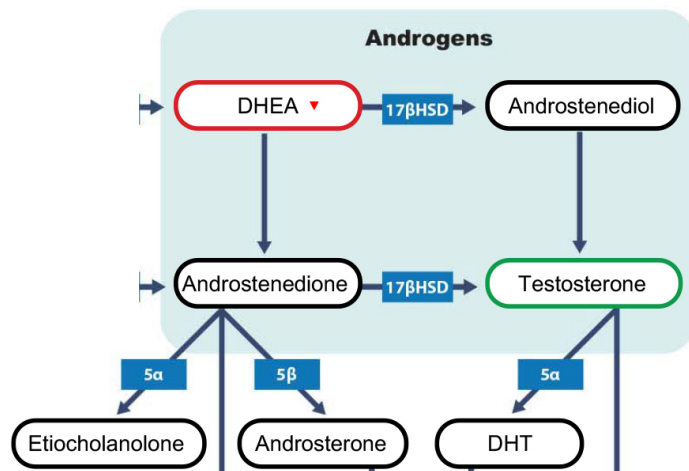 Androgens
DHEA
17βHSD
Androstenediol
Androstenedione
17βHSD
Testosterone
5α
5β
5α
Etiocholanolone
Androsterone
DHT